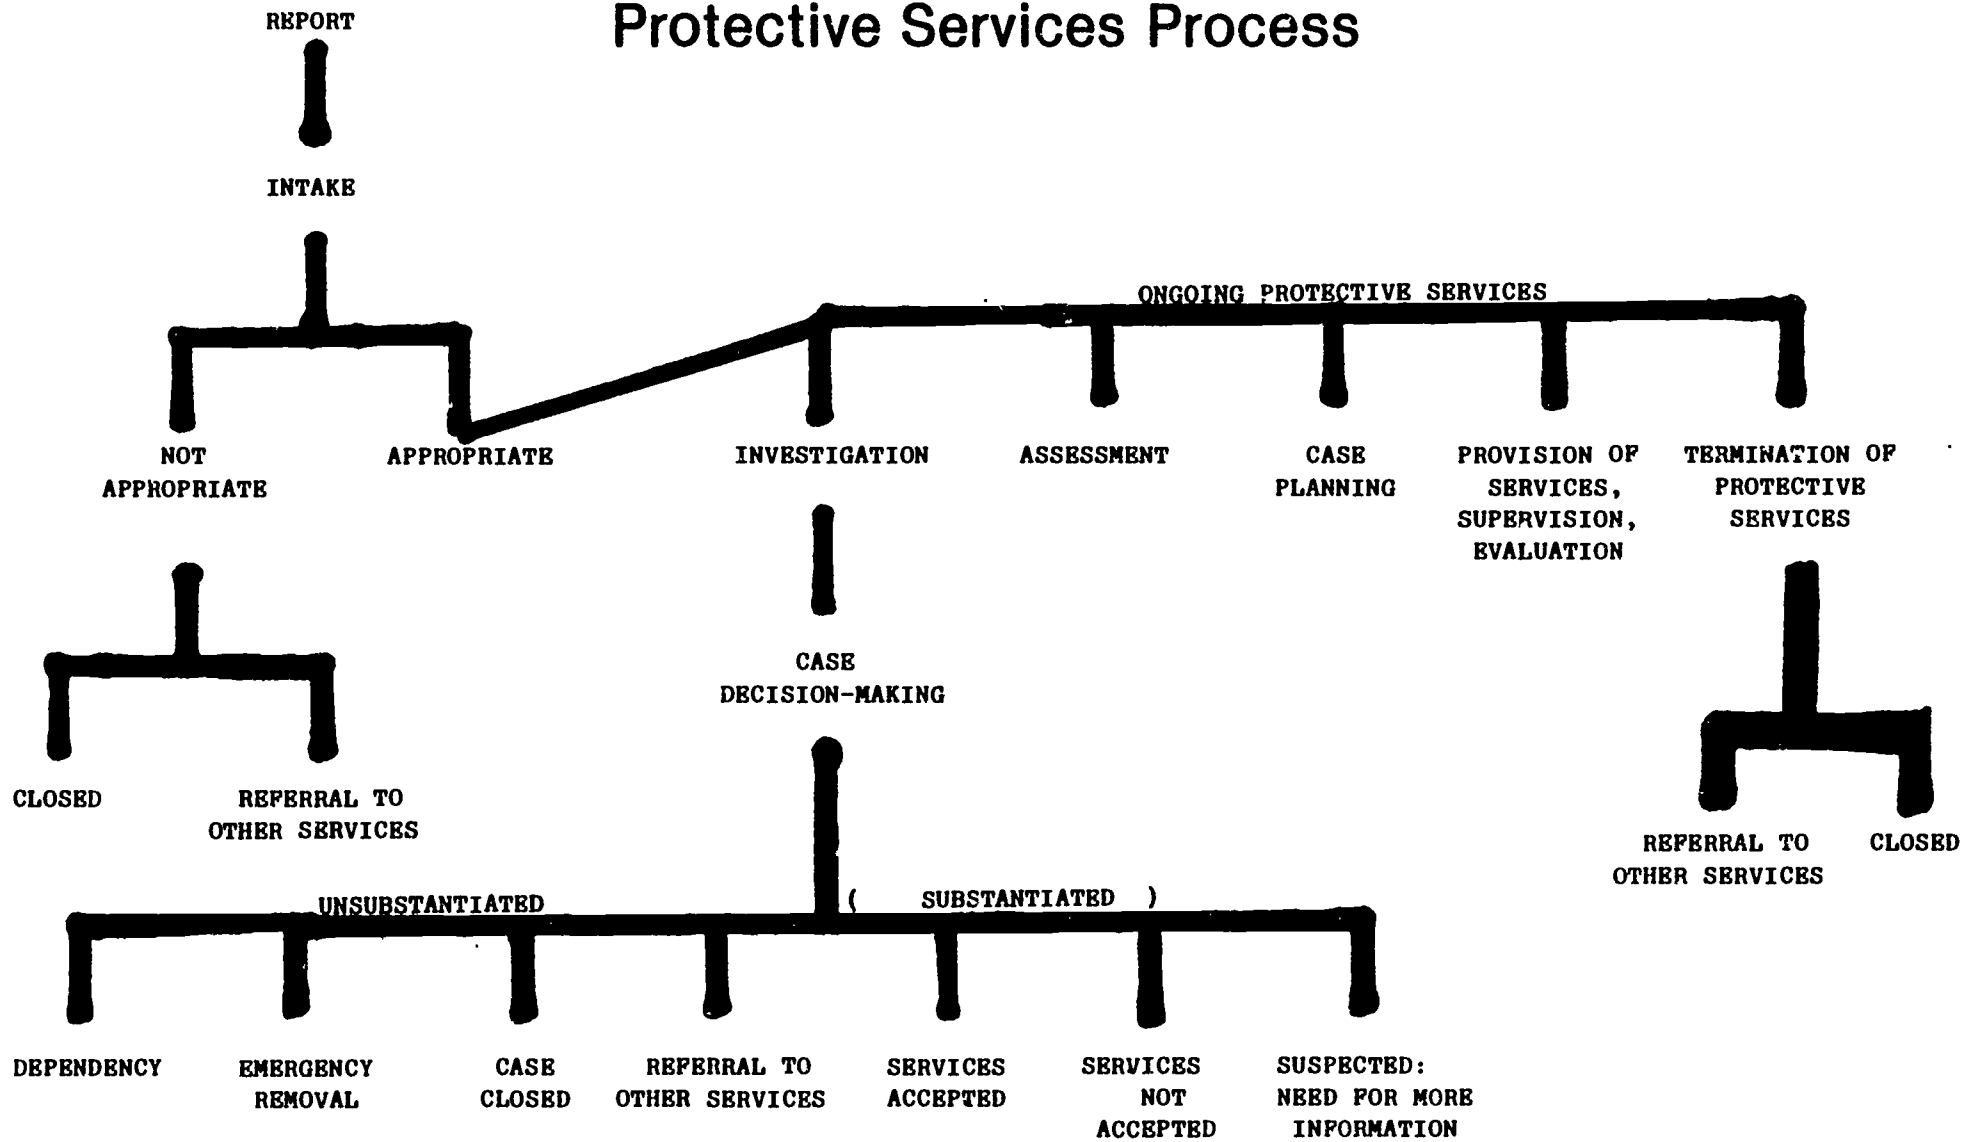 Protective Services Process
REPORT
INTAKE
ONGOING PROTECTIVE SERVICES
NOT
APPROPRIATE
APPROPRIATE
INVESTIGATION
ASSESSMENT
CASE
PLANNING
PROVISION OF
SERVICES,
SUPERVISION,
EVALUATION
TERMINATION OF
PROTECTIVE
SERVICES
CASE
DECISION-MAKING
CLOSED
REFERRAL TO
OTHER SERVICES
REFERRAL TO
OTHER SERVICES
CLOSED
UNSUBSTANTIATED
( SUBSTANTIATED )
DEPENDENCY
EMERGENCY
REMOVAL
CASE
CLOSED
REFERRAL TO
OTHER SERVICES
SERVICES
ACCEPTED
SERVICES
NOT
ACCEPTED
SUSPECTED:
NEED FOR MORE
INFORMATION